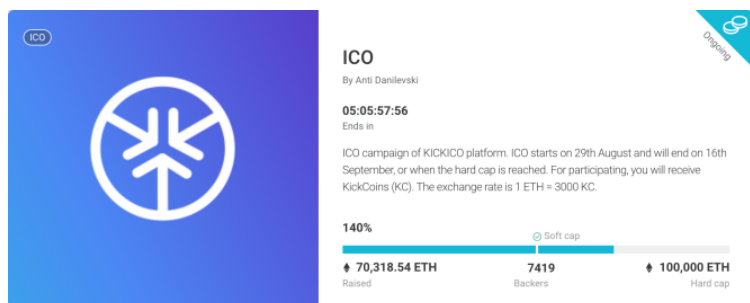 ICO
Ongoing
ICO
By Anti Danilevski
05:05:57:56
Ends in
ICO campaign of KICKICO platform. ICO starts on 29th August and will end on 16th
September, or when the hard cap is reached. For participating, you will receive
KickCoins (KC). The exchange rate is 1 ETH = 3000 KC.
140%
Soft cap
70,318.54 ETH 7419 100,000 ETH
Raised Backers Hard cap